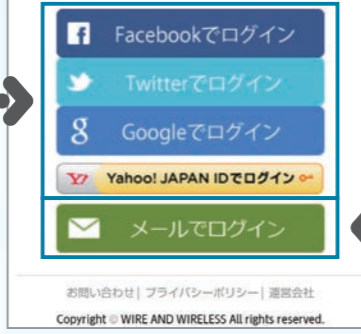 Facebookでログイン
Twitterでログイン
Googleでログイン
Y! Yahoo! JAPAN IDでログイン
メールでログイン
お問い合わせ| プライバシーポリシー| 運営会社
Copyright © WIRE AND WIRELESS All rights reserved.